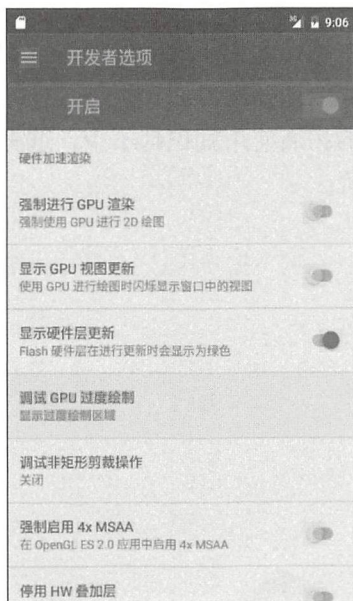 3G 9:06
开发者选项
开启
硬件加速渲染
强制进行 GPU 渲染
强制使用 GPU 进行 2D 绘图
显示 GPU 视图更新
使用 GPU 进行绘图时闪烁显示窗口中的视图
显示硬件层更新
Flash 硬件层在进行更新时会显示为绿色
调试 GPU 过度绘制
显示过度绘制区域
调试非矩形剪裁操作
关闭
强制启用 4x MSAA
在 OpenGL ES 2.0 应用中启用 4x MSAA
停用 HW 叠加层